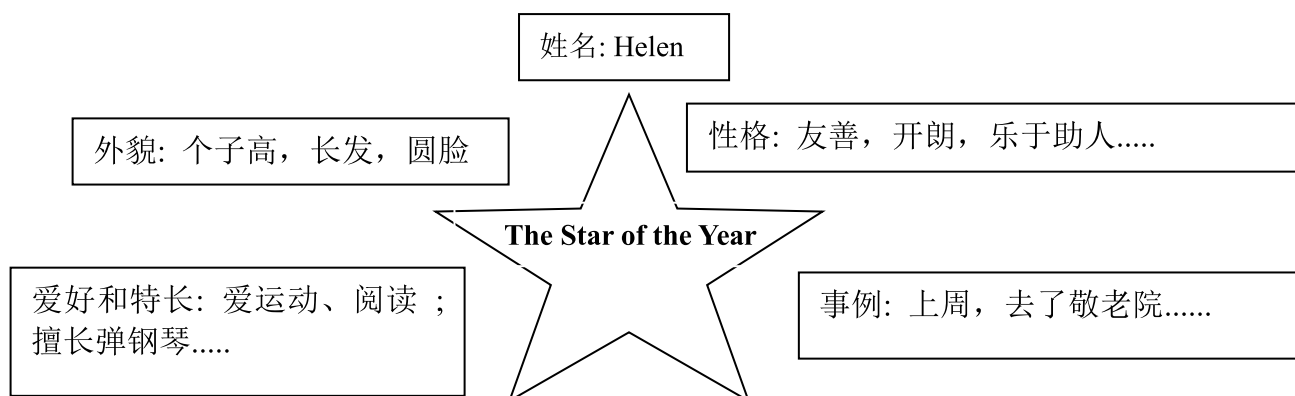 姓名: Helen
外貌: 个子高，长发，圆脸
性格: 友善，开朗，乐于助人.....
The Star of the Year
爱好和特长: 爱运动、阅读 ;
擅长弹钢琴.....
事例: 上周，去了敬老院......